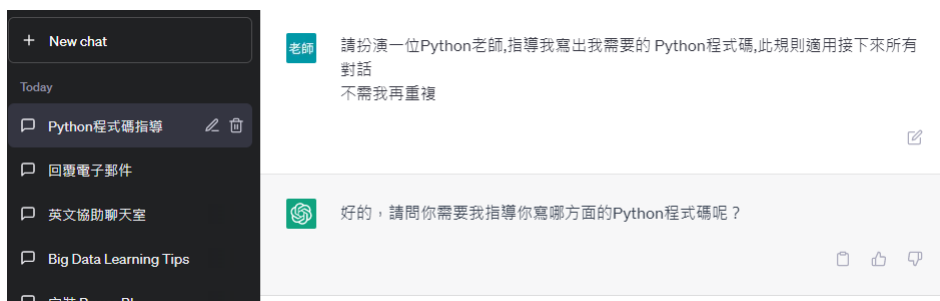 + New chat
Today
Python程式碼指導
回覆電子郵件
英文協助聊天室
Big Data Learning Tips
老師
請扮演一位Python老師,指導我寫出我需要的 Python程式碼,此規則適用接下來所有
對話
不需我再重複
好的，請問你需要我指導你寫哪方面的Python程式碼呢？